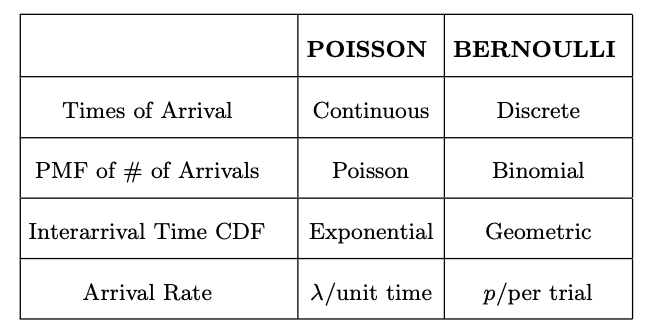 POISSON BERNOULLI
Times of Arrival Continuous Discrete
PMF of # of Arrivals Poisson Binomial
Interarrival Time CDF Exponential Geometric
Arrival Rate λ/unit time p/per trial